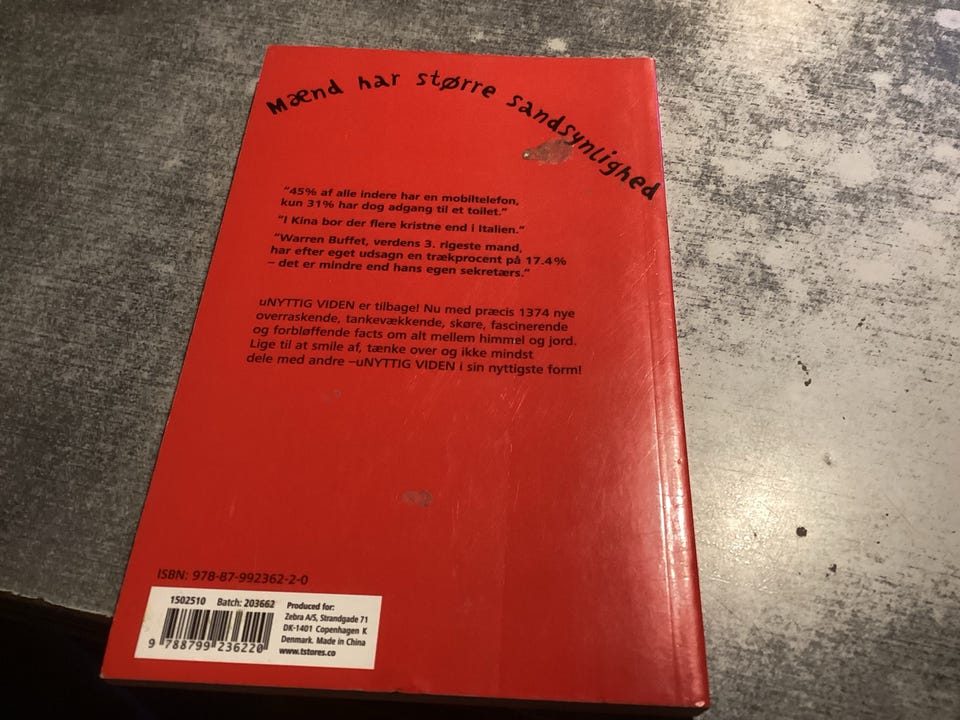 Mænd har større sandsynlighed
"45% af alle indere har en mobiltelefon,
kun 31% har dog adgang til et toilet."
"I Kina bor der flere kristne end i Italien."
"Warren Buffet, verdens 3. rigeste mand,
har efter eget udsagn en trækprocent på 17.4%
– det er mindre end hans egen sekretærs."
uNYTTIG VIDEN er tilbage! Nu med præcis 1374 nye
overraskende, tankevækkende, skøre, fascinerende
og forbløffende facts om alt mellem himmel og jord.
Lige til at smile af, tænke over og ikke mindst
dele med andre –uNYTTIG VIDEN i sin nyttigste form!
ISBN: 978-87-992362-2-0
1502510 Batch: 203662
9 788799 236220
Produced for:
Zebra A/S, Strandgade 71
DK-1401 Copenhagen K
Denmark. Made in China
www.tstores.co